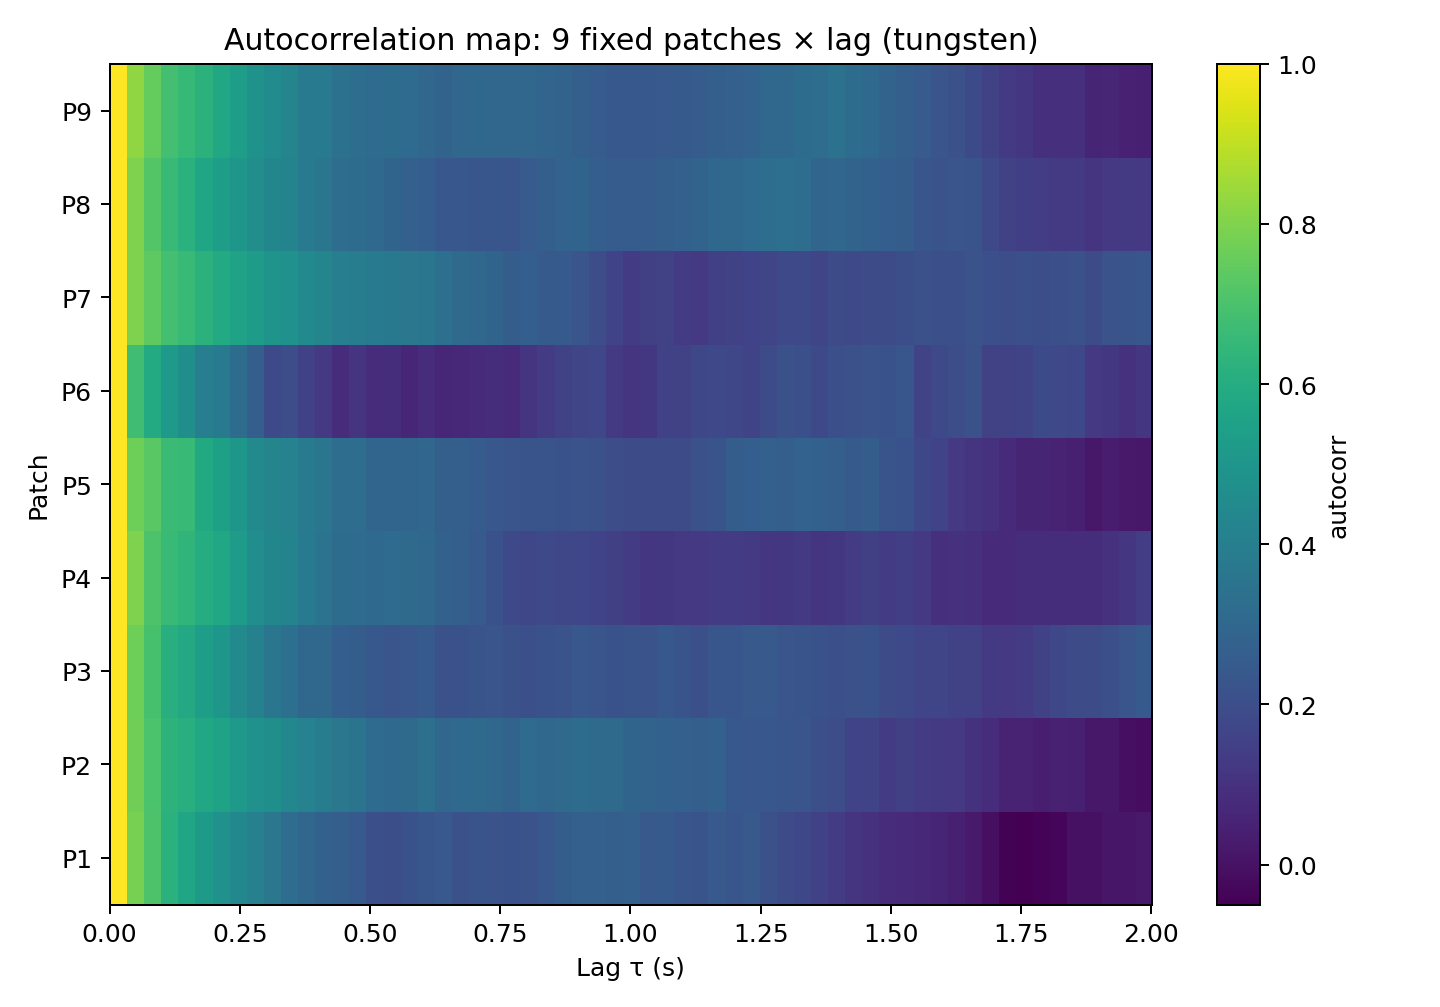 Autocorrelation map: 9 fixed patches × lag (tungsten)
P9
P8
P7
P6
P5
P4
P3
P2
P1
Patch
0.00 0.25 0.50 0.75 1.00 1.25 1.50 1.75 2.00
Lag τ (s)
1.0
0.8
0.6
0.4
0.2
0.0
autocorr